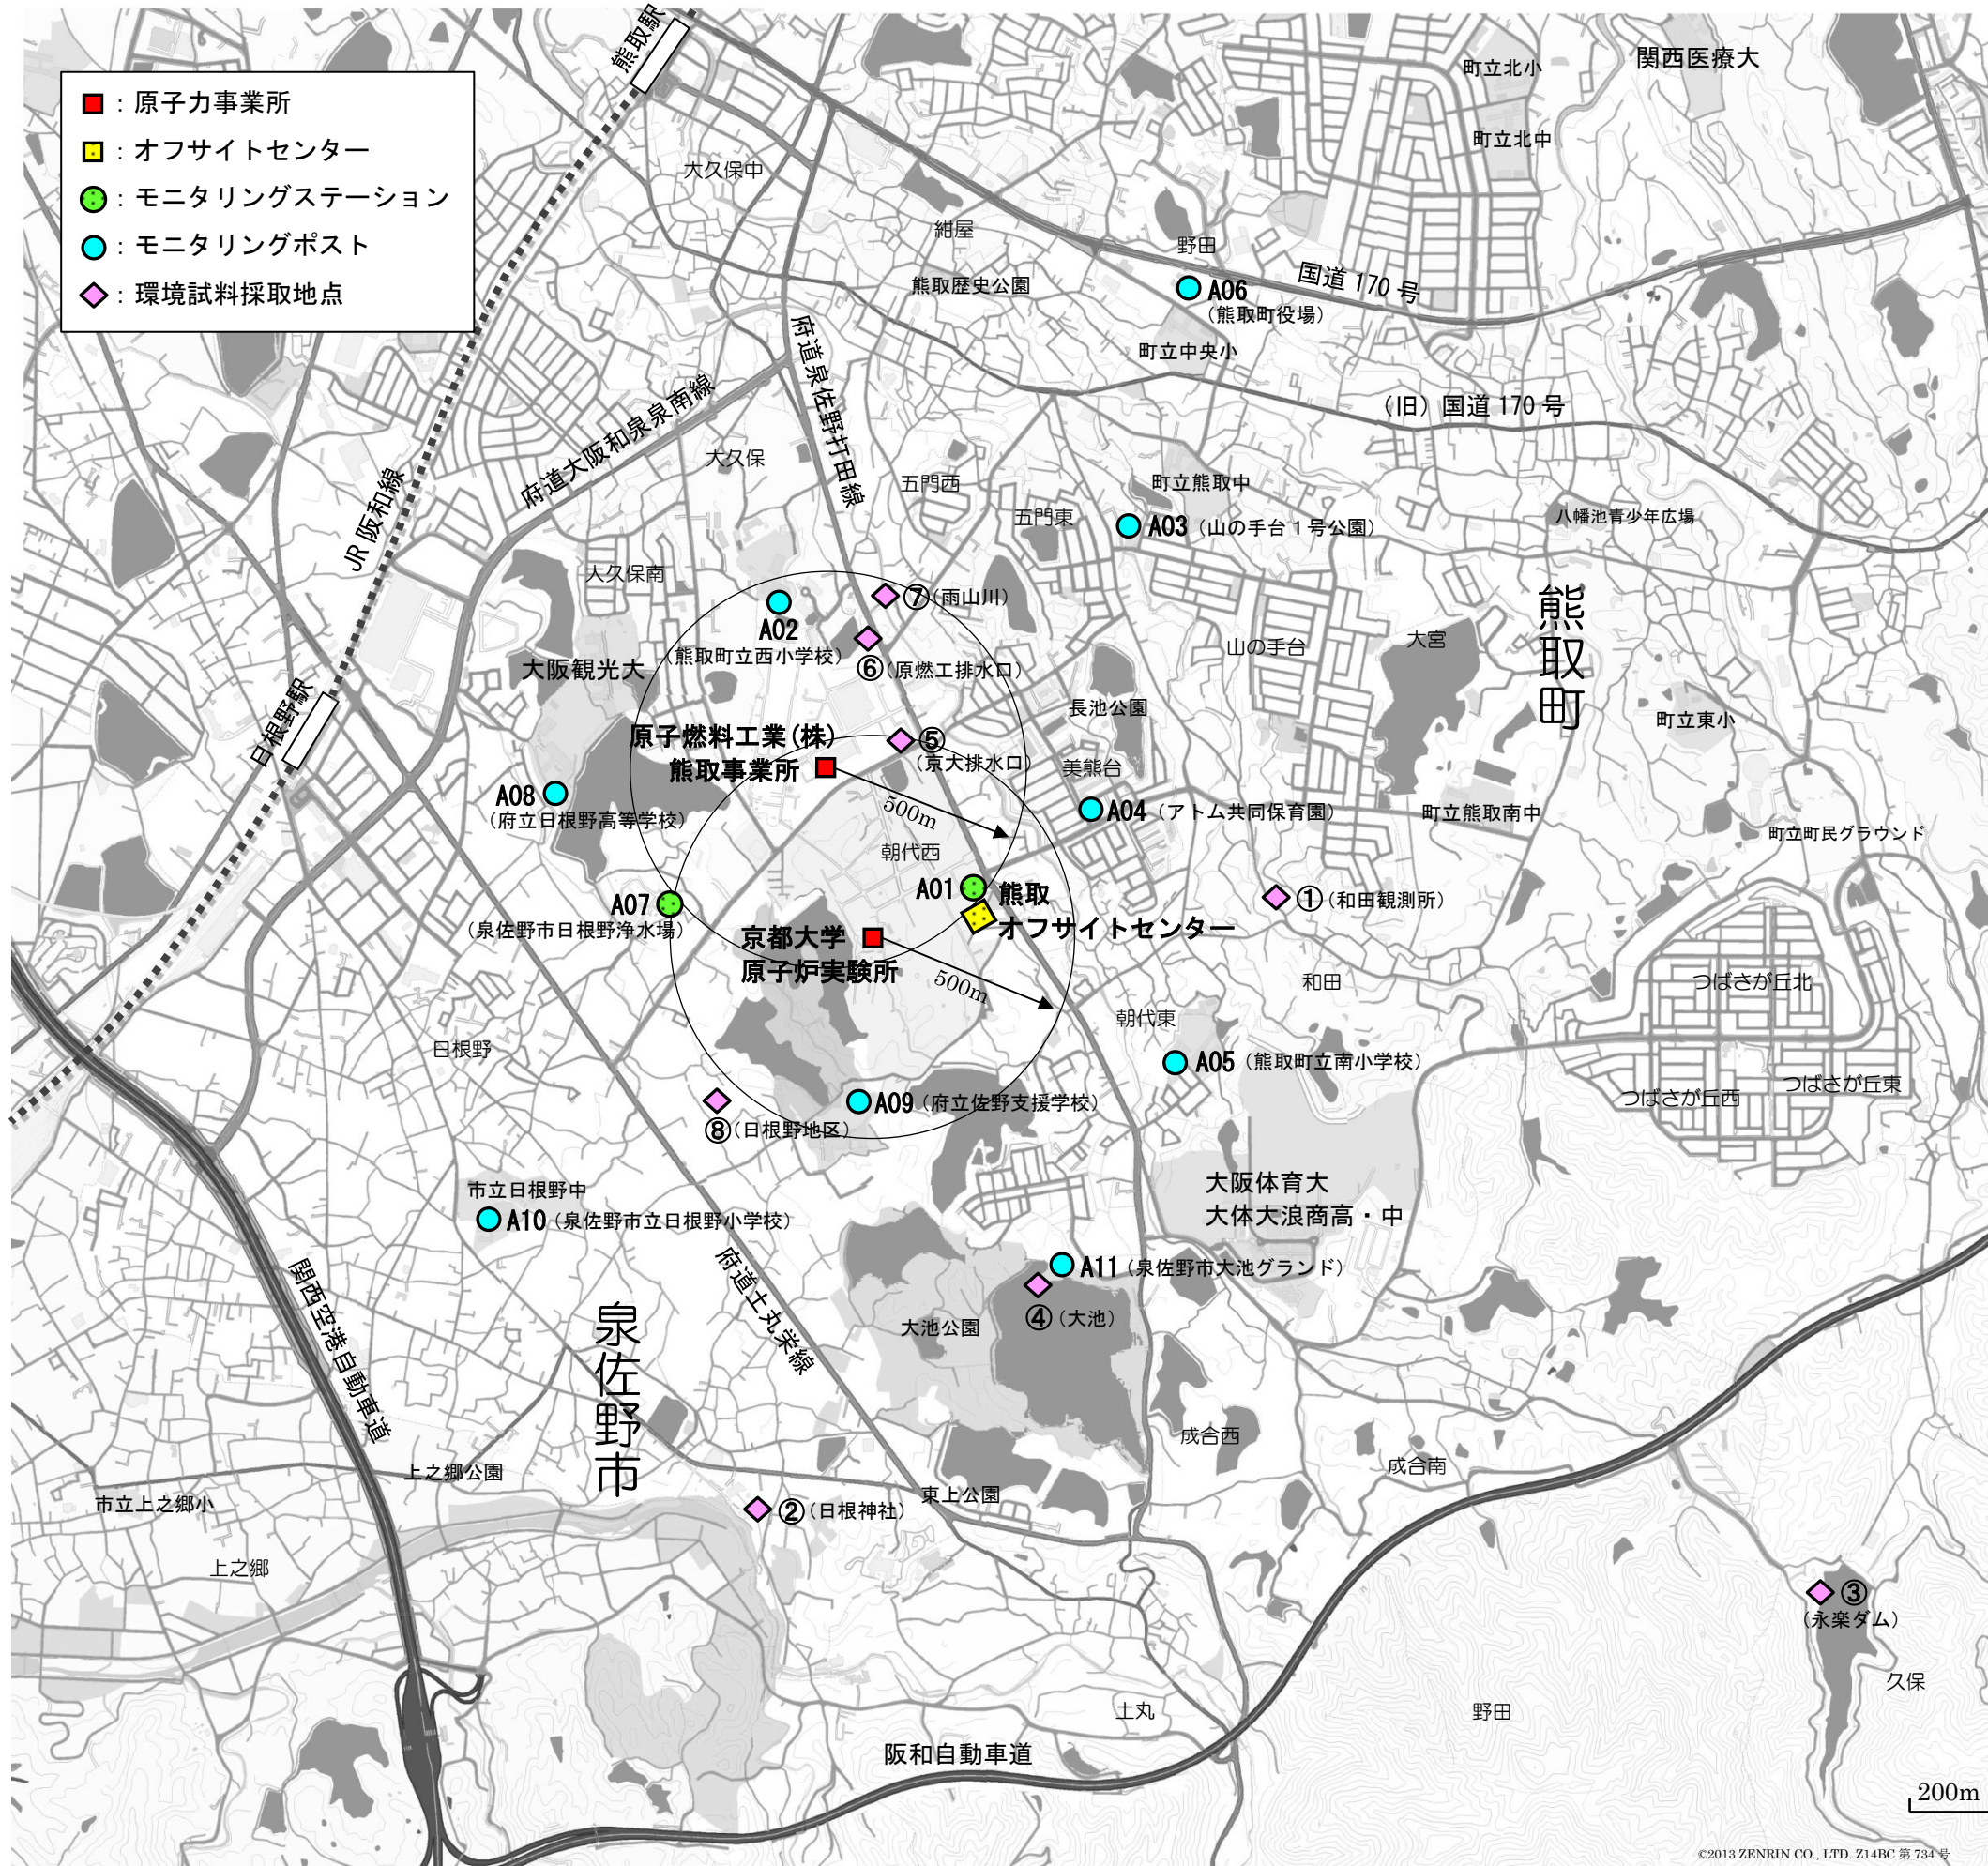 熊取駅
：原子力事業所
：オフサイトセンター
：モニタリングステーション
：モニタリングポスト
：環境試料採取地点
関西医療大
町立北小
町立北中
大久保中
紺屋
野田
国道 170 号
熊取歴史公園
A06
（熊取町役場）
町立中央小
府道泉佐野打田線
府道大阪和泉泉南線
（旧）国道 170 号
大久保
五門西
町立熊取中
五門東
A03（山の手台１号公園）
八幡池青少年広場
JR 阪和線
大久保南
熊取町
A02
（熊取町立西小学校）
⑦（雨山川）
⑥（原燃工排水口）
山の手台
大宮
大阪観光大
長池公園
町立東小
日根野駅
原子燃料工業(株)
熊取事業所
⑤
（京大排水口）
美熊台
500m
A08
（府立日根野高等学校）
A04（アトム共同保育園）
町立熊取南中
町立町民グラウンド
朝代西
A01
熊取
オフサイトセンター
①（和田観測所）
A07
（泉佐野市日根野浄水場）
京都大学
原子炉実験所
500m
和田
つばさが丘北
朝代東
日根野
A05（熊取町立南小学校）
つばさが丘西
つばさが丘東
A09（府立佐野支援学校）
⑧（日根野地区）
大阪体育大
大体大浪商高・中
市立日根野中
A10（泉佐野市立日根野小学校）
A11（泉佐野市大池グランド）
④（大池）
大池公園
府道土丸栄線
関西空港自動車道
泉佐野市
成合西
成合南
上之郷公園
市立上之郷小
東上公園
②（日根神社）
上之郷
③
（永楽ダム）
久保
土丸
野田
阪和自動車道
200m
©2013 ZENRIN CO., LTD. Z14BC 第 734 号